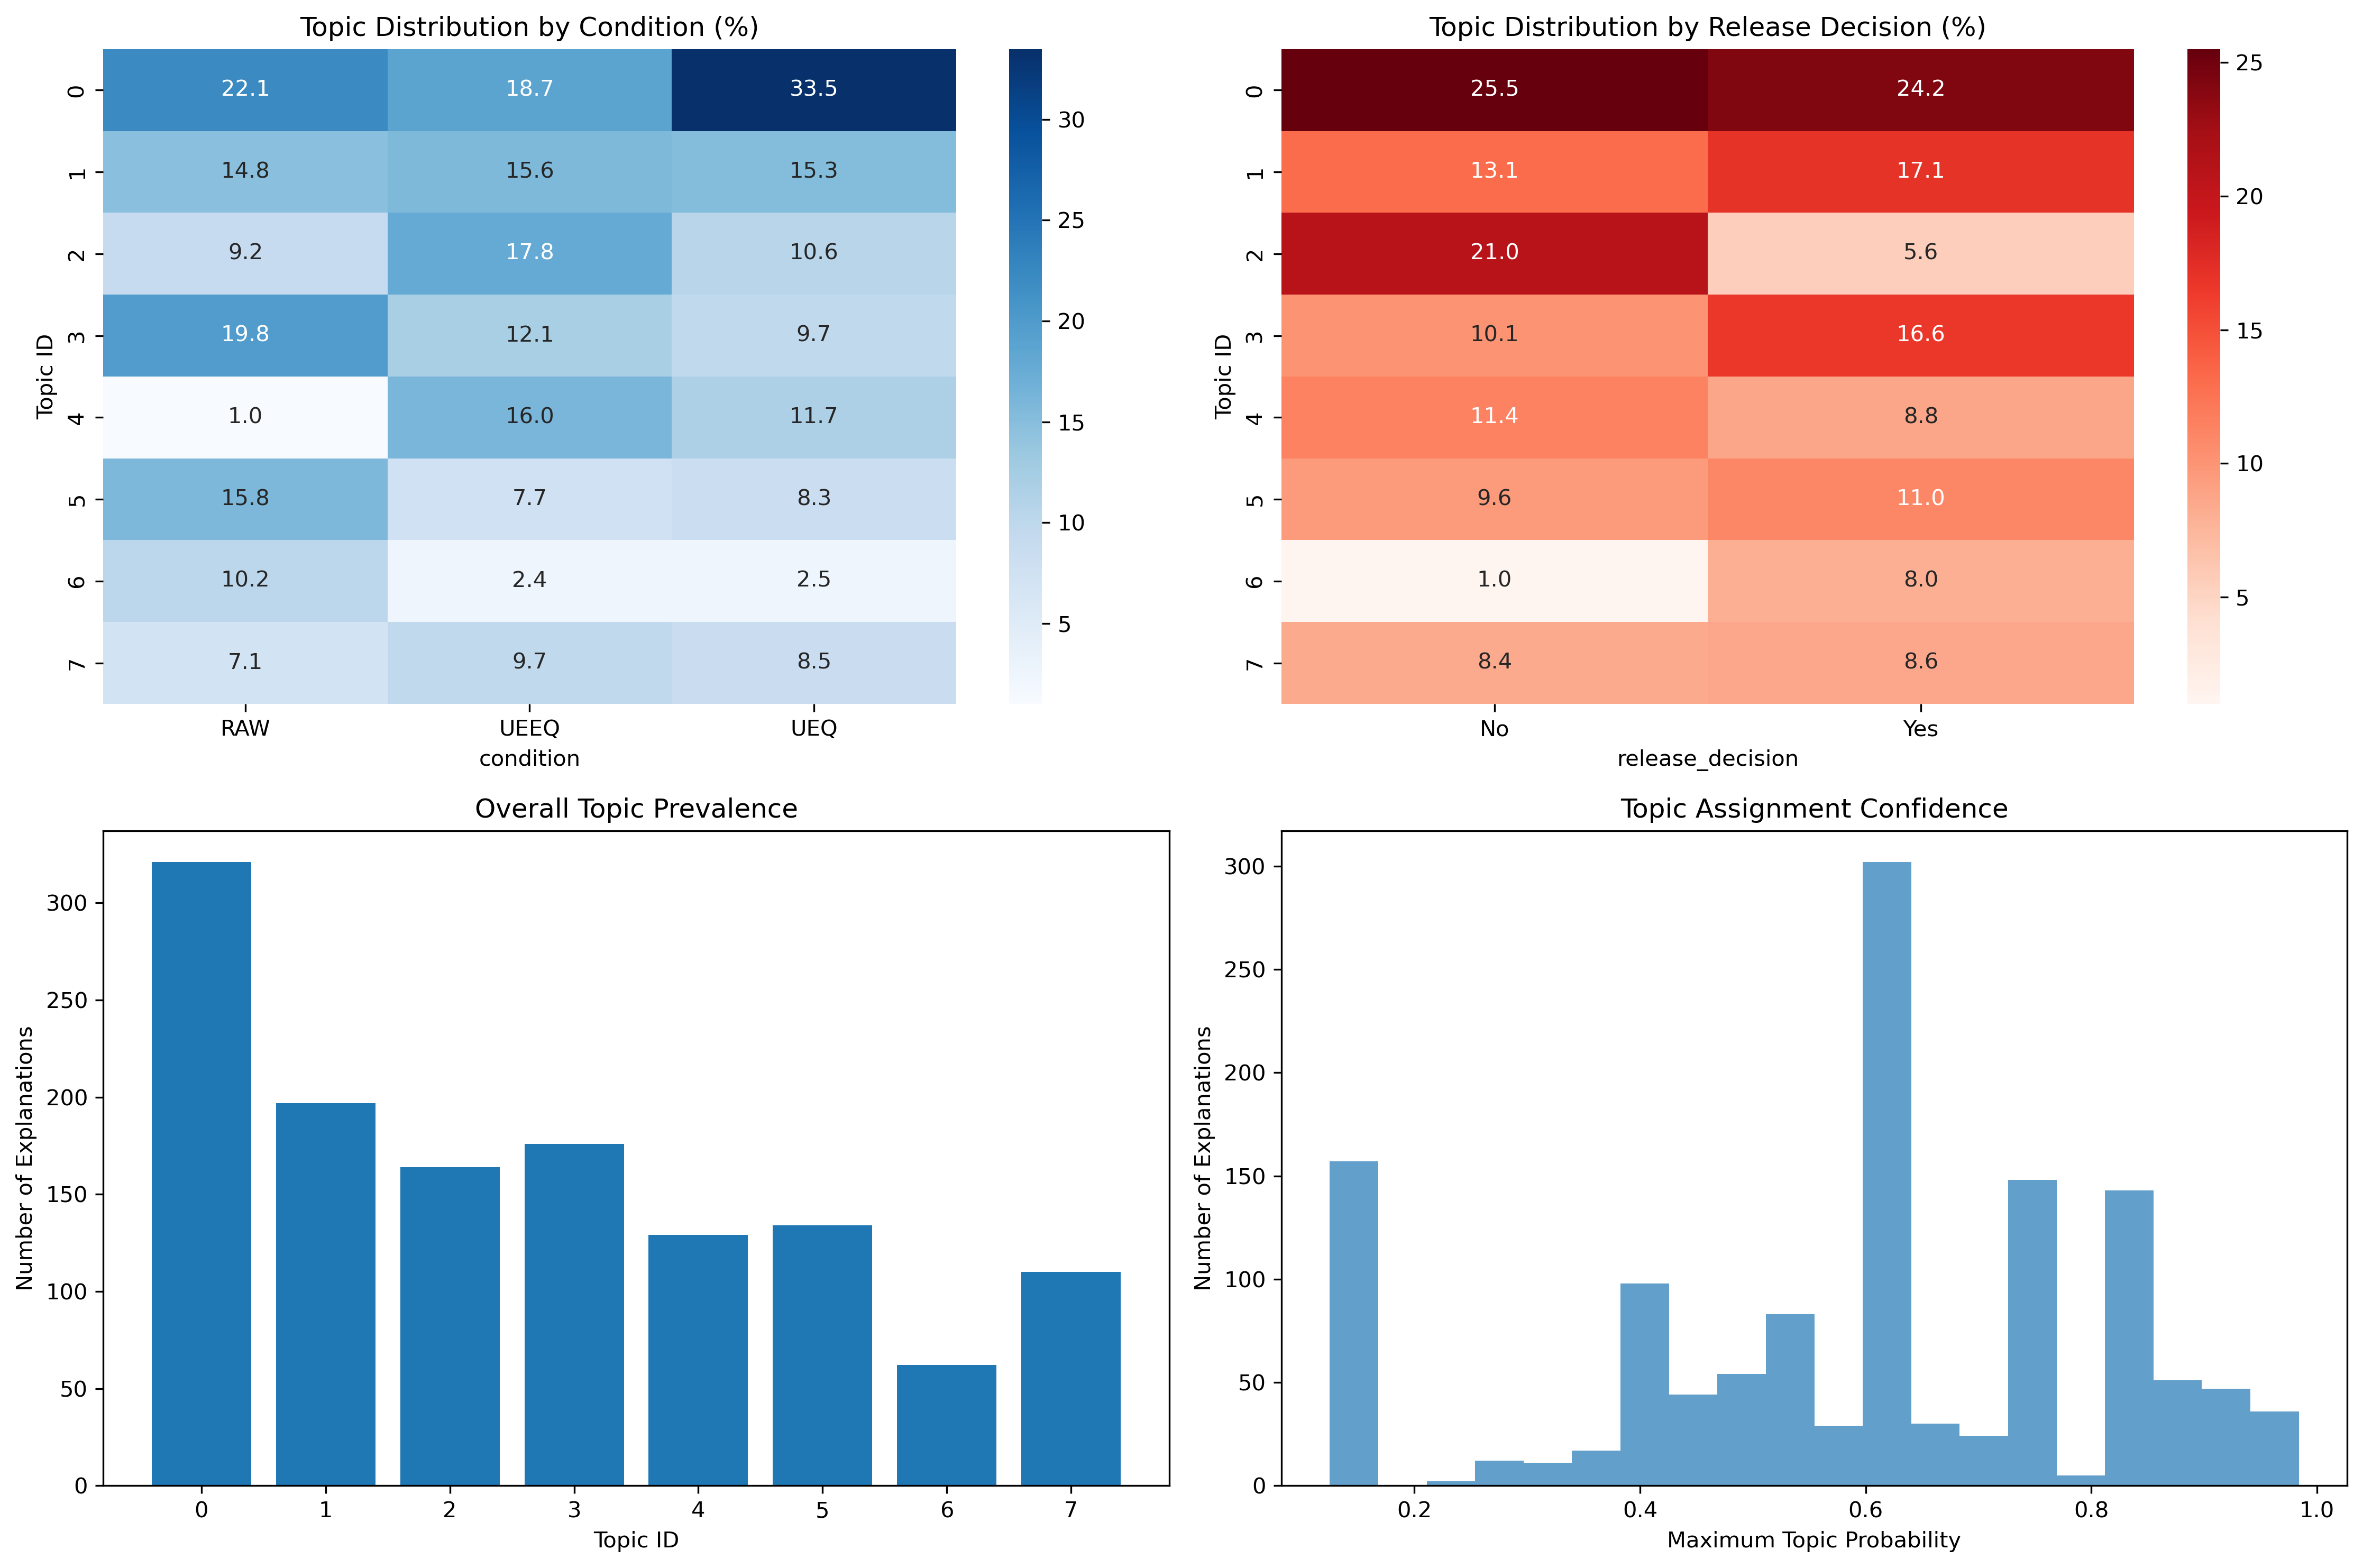 Topic Distribution by Condition (%)
Topic ID
0 22.1 18.7 33.5
1 14.8 15.6 15.3
2 9.2 17.8 10.6
3 19.8 12.1 9.7
4 1.0 16.0 11.7
5 15.8 7.7 8.3
6 10.2 2.4 2.5
7 7.1 9.7 8.5
RAW UEEQ UEQ
condition
30
25
20
15
10
5
Topic Distribution by Release Decision (%)
Topic ID
0 25.5 24.2
1 13.1 17.1
2 21.0 5.6
3 10.1 16.6
4 11.4 8.8
5 9.6 11.0
6 1.0 8.0
7 8.4 8.6
No Yes
release_decision
25
20
15
10
5
Overall Topic Prevalence
Number of Explanations
300
250
200
150
100
50
0
0 1 2 3 4 5 6 7
Topic ID
Topic Assignment Confidence
Number of Explanations
300
250
200
150
100
50
0
0.2 0.4 0.6 0.8 1.0
Maximum Topic Probability